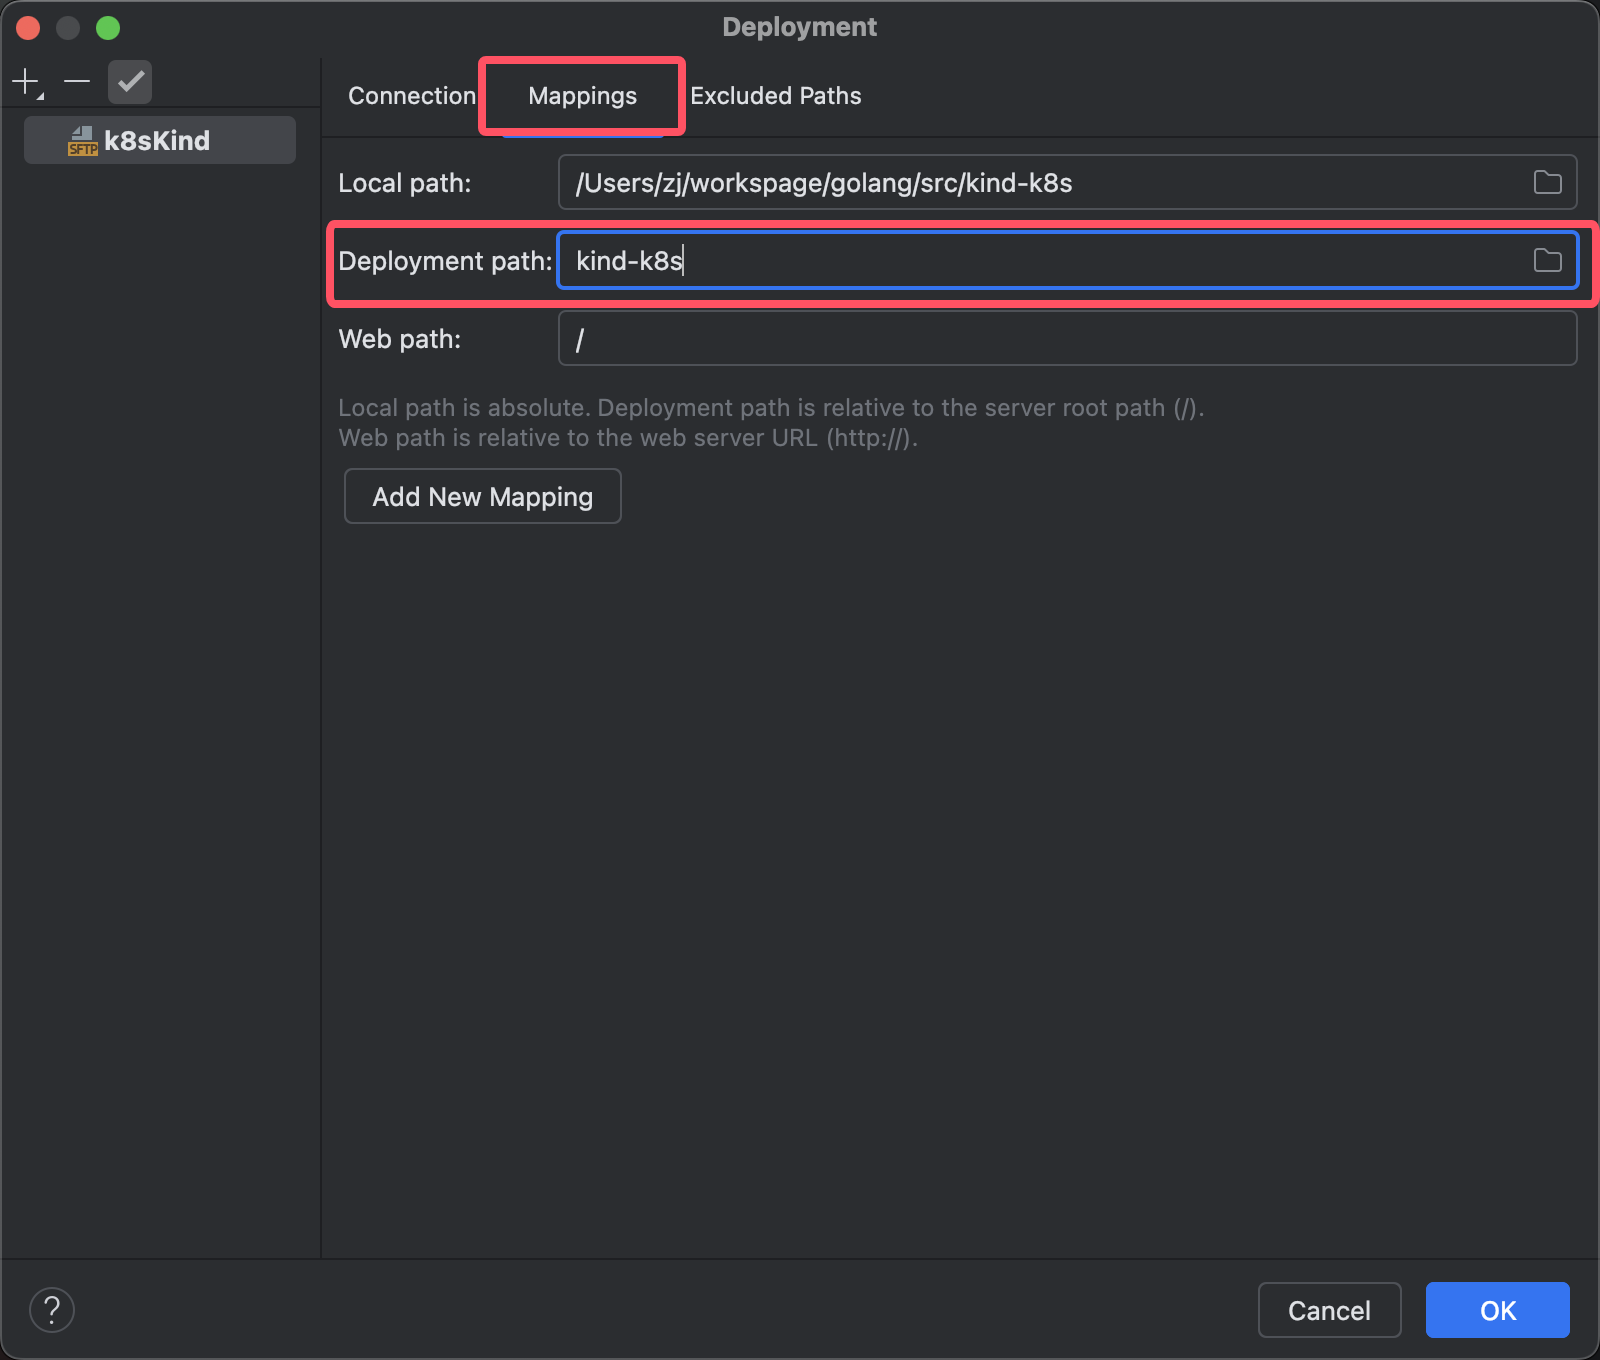 Deployment
Connection Mappings Excluded Paths
SFTP k8sKind
Local path: /Users/zj/workspage/golang/src/kind-k8s
Deployment path: kind-k8s
Web path: /
Local path is absolute. Deployment path is relative to the server root path (/).
Web path is relative to the web server URL (http://).
Add New Mapping
? Cancel OK